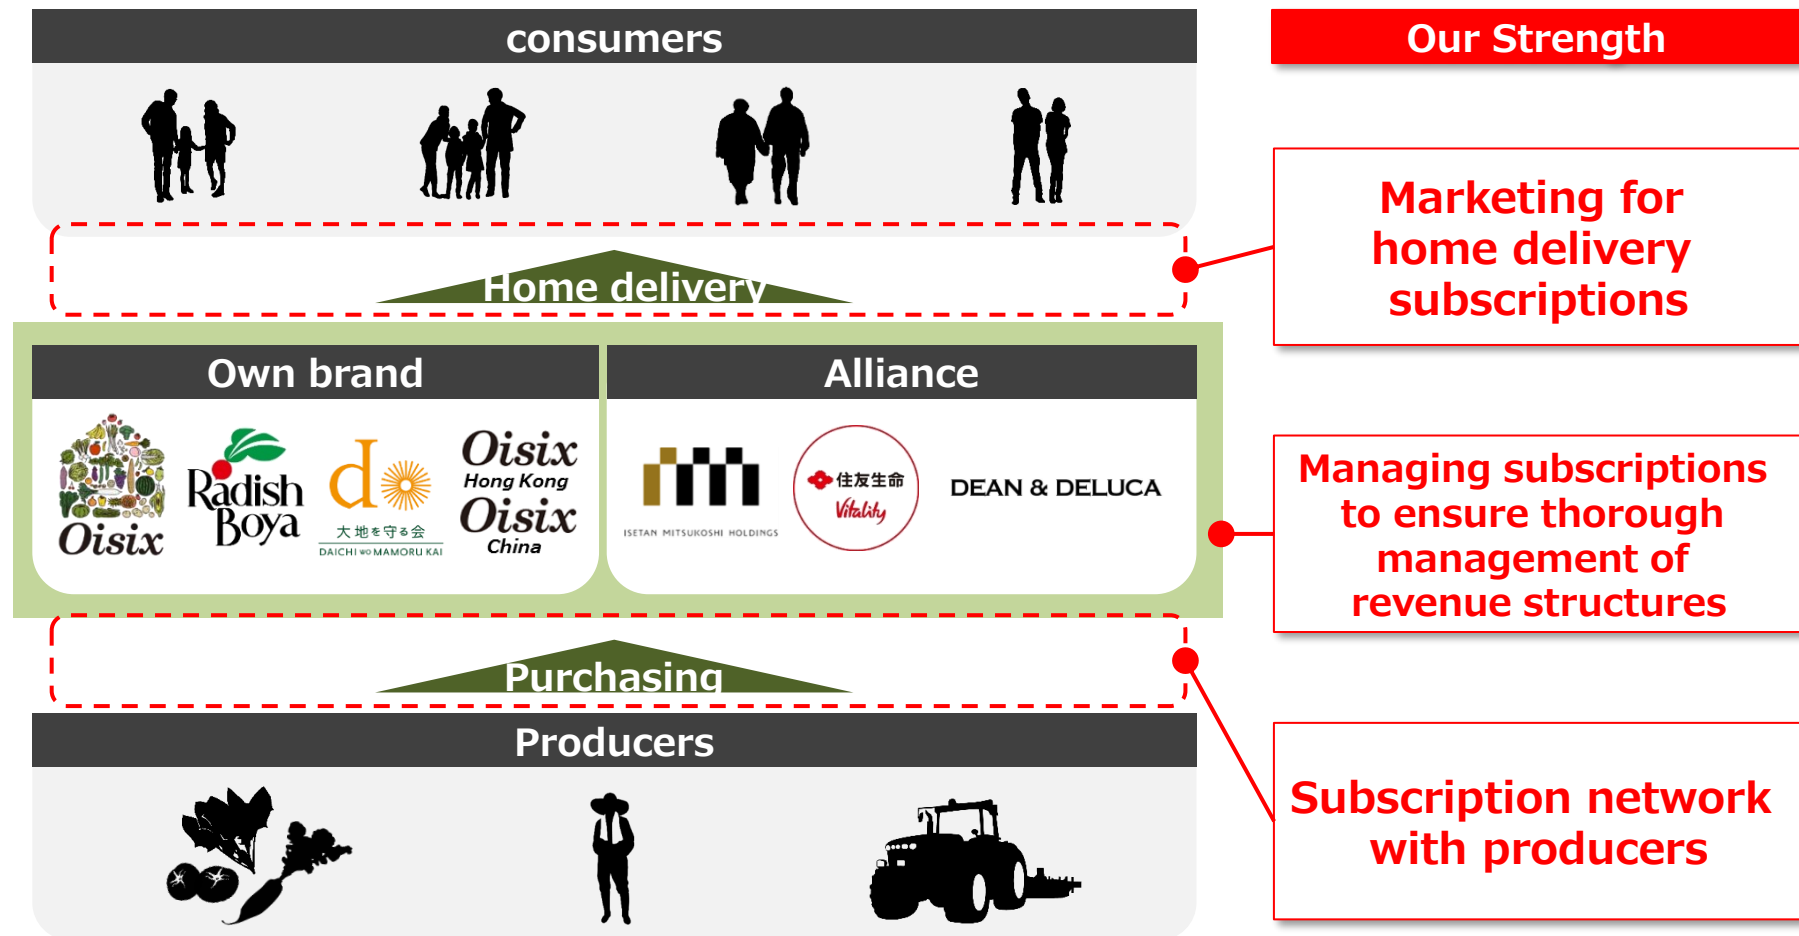 consumers
Our Strength
Marketing for
home delivery
subscriptions
Home delivery
Own brand
Alliance
Oisix
Radish
Boya
d
大地を守る会
DAICHI WO MAMORU KAI
Oisix
Hong Kong
Oisix
China
ISETAN MITSUKOSHI HOLDINGS
住友生命
Vitality
DEAN & DELUCA
Managing subscriptions
to ensure thorough
management of
revenue structures
Purchasing
Producers
Subscription network
with producers